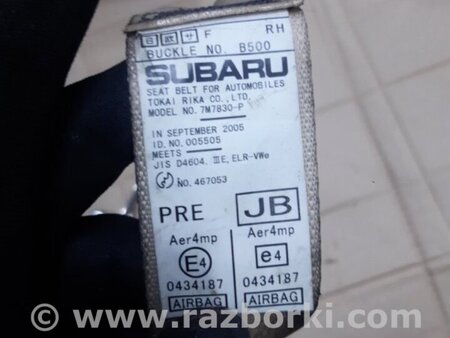 F RH
BUCKLE NO. B500
SUBARU
SEAT BELT FOR AUTOMOBILES
TOKAI RIKA CO., LTD.
MODEL NO. 7M7830-P
IN SEPTEMBER 2005
ID. NO. 005505
MEETS
JIS D4604. ⅢE, ELR-VWe
NO. 467053
PRE JB
Aer4mp Aer4mp
E4 e4
0434187 0434187
AIRBAG AIRBAG
© www.razborki.com